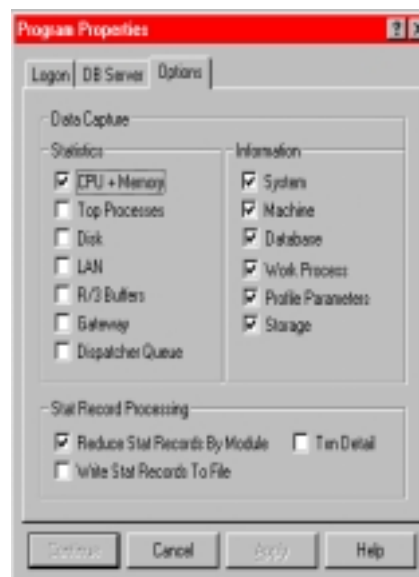 Program Properties
Logon DB Server Options
Data Capture
Statistics
CPU + Memory
Top Processes
Disk
LAN
R/3 Buffers
Gateway
Dispatcher Queue
Information
System
Machine
Database
Work Process
Profile Parameters
Storage
Stat Record Processing
Reduce Stat Records By Module
Txn Detail
Write Stat Records To File
Continue Cancel Apply Help